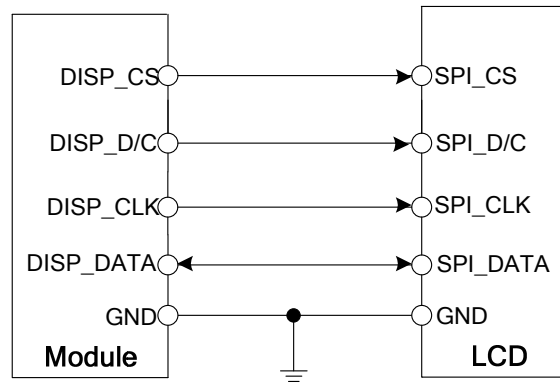 DISP_CS SPI_CS
DISP_D/C SPI_D/C
DISP_CLK SPI_CLK
DISP_DATA SPI_DATA
GND GND
Module LCD